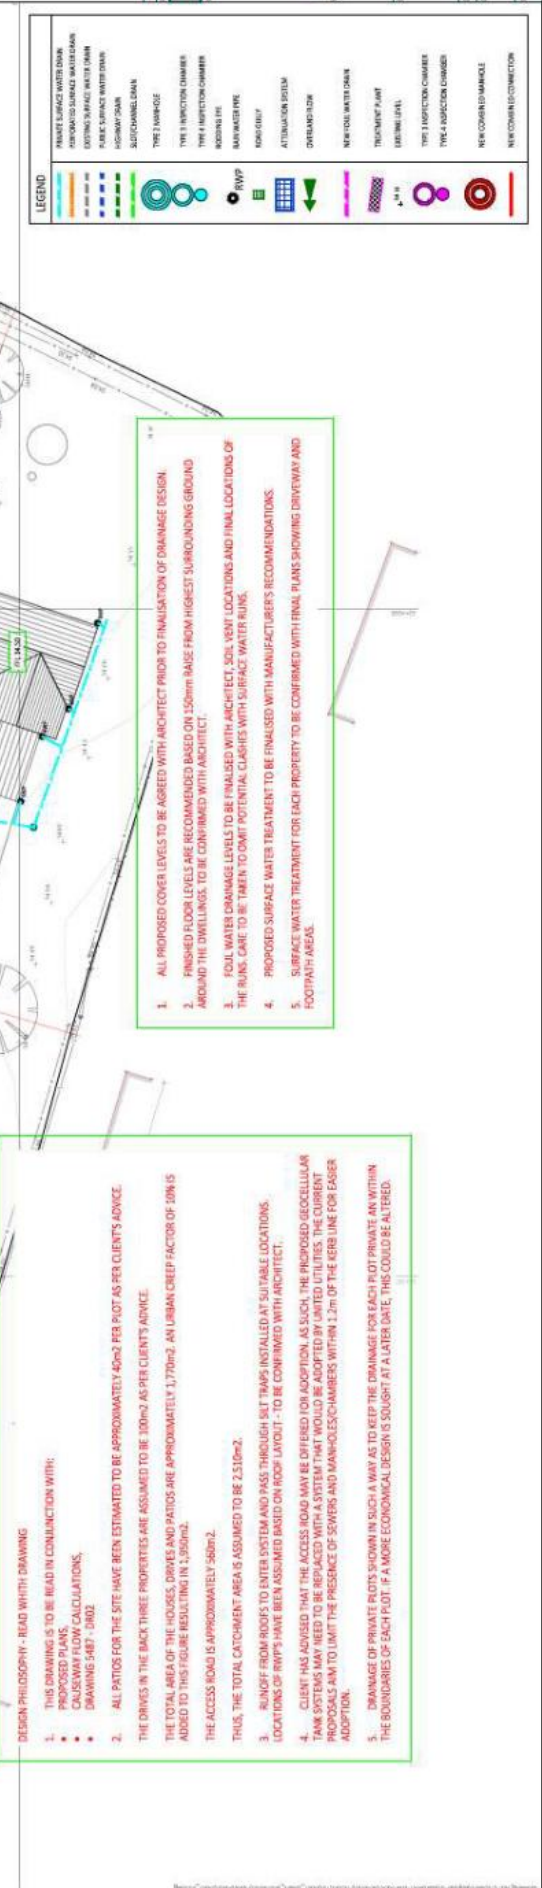 DESIGN PHILOSOPHY - READ WHITH DRAWING
1. THIS DRAWING IS TO BE READ IN CONJUNCTION WITH:
• PROPOSED PLANS,
• CAUSEWAY FLOW CALCULATIONS,
• DRAWING 5487 - DR02
2. ALL PATIOS FOR THE SITE HAVE BEEN ESTIMATED TO BE APPROXIMATELY 40m2 PER PLOT AS PER CLIENT'S ADVICE.
THE DRIVES IN THE BACK THREE PROPERTIES ARE ASSUMED TO BE 100m2 AS PER CLIENT'S ADVICE.
THE TOTAL AREA OF THE HOUSES, DRIVES AND PATIOS ARE APPROXIMATELY 1,770m2. AN URBAN CREEP FACTOR OF 10% IS
ADDED TO THIS FIGURE RESULTING IN 1,950m2.
THE ACCESS ROAD IS APPROXIMATELY 560m2.
THUS, THE TOTAL CATCHMENT AREA IS ASSUMED TO BE 2,510m2.
3. RUNOFF FROM ROOFS TO ENTER SYSTEM AND PASS THROUGH SILT TRAPS INSTALLED AT SUITABLE LOCATIONS.
LOCATIONS OF RWP'S HAVE BEEN ASSUMED BASED ON ROOF LAYOUT - TO BE CONFIRMED WITH ARCHITECT.
4. CLIENT HAS ADVISED THAT THE ACCESS ROAD MAY BE OFFERED FOR ADOPTION. AS SUCH, THE PROPOSED GEOCELLULAR
TANK SYSTEMS MAY NEED TO BE REPLACED WITH A SYSTEM THAT WOULD BE ADOPTED BY UNITED UTILITIES. THE CURRENT
PROPOSALS AIM TO LIMIT THE PRESENCE OF SEWERS AND MANHOLES/CHAMBERS WITHIN 1.2m OF THE KERB LINE FOR EASIER
ADOPTION.
5. DRAINAGE OF PRIVATE PLOTS SHOWN IN SUCH A WAY AS TO KEEP THE DRAINAGE FOR EACH PLOT PRIVATE AN WITHIN
THE BOUNDARIES OF EACH PLOT. IF A MORE ECONOMICAL DESIGN IS SOUGHT AT A LATER DATE, THIS COULD BE ALTERED.
1. ALL PROPOSED COVER LEVELS TO BE AGREED WITH ARCHITECT PRIOR TO FINALISATION OF DRAINAGE DESIGN.
2. FINISHED FLOOR LEVELS ARE RECOMMENDED BASED ON 150mm RAISE FROM HIGHEST SURROUNDING GROUND
AROUND THE DWELLINGS. TO BE CONFIRMED WITH ARCHITECT.
3. FOUL WATER DRAINAGE LEVELS TO BE FINALISED WITH ARCHITECT, SOIL VENT LOCATIONS AND FINAL LOCATIONS OF
THE RUNS. CARE TO BE TAKEN TO OMIT POTENTIAL CLASHES WITH SURFACE WATER RUNS.
4. PROPOSED SURFACE WATER TREATMENT TO BE FINALISED WITH MANUFACTURER'S RECOMMENDATIONS.
5. SURFACE WATER TREATMENT FOR EACH PROPERTY TO BE CONFIRMED WITH FINAL PLANS SHOWING DRIVEWAY AND
FOOTPATH AREAS.
LEGEND
PRIVATE SURFACE WATER DRAIN
PERFORATED SURFACE WATER DRAIN
EXISTING SURFACE WATER DRAIN
PUBLIC SURFACE WATER DRAIN
HIGHWAY DRAIN
SLOT/CHANNEL DRAIN
TYPE 2 MANHOLE
TYPE 3 INSPECTION CHAMBER
TYPE 4 INSPECTION CHAMBER
RODDING EYE
RWP RAIN WATER PIPE
ROAD GULLY
ATTENUATION SYSTEM
OVERLAND FLOW
NEW FOUL WATER DRAIN
TREATMENT PLANT
EXISTING LEVEL
TYPE 3 INSPECTION CHAMBER
TYPE 4 INSPECTION CHAMBER
NEW COMBINED MANHOLE
NEW COMBINED CONNECTION